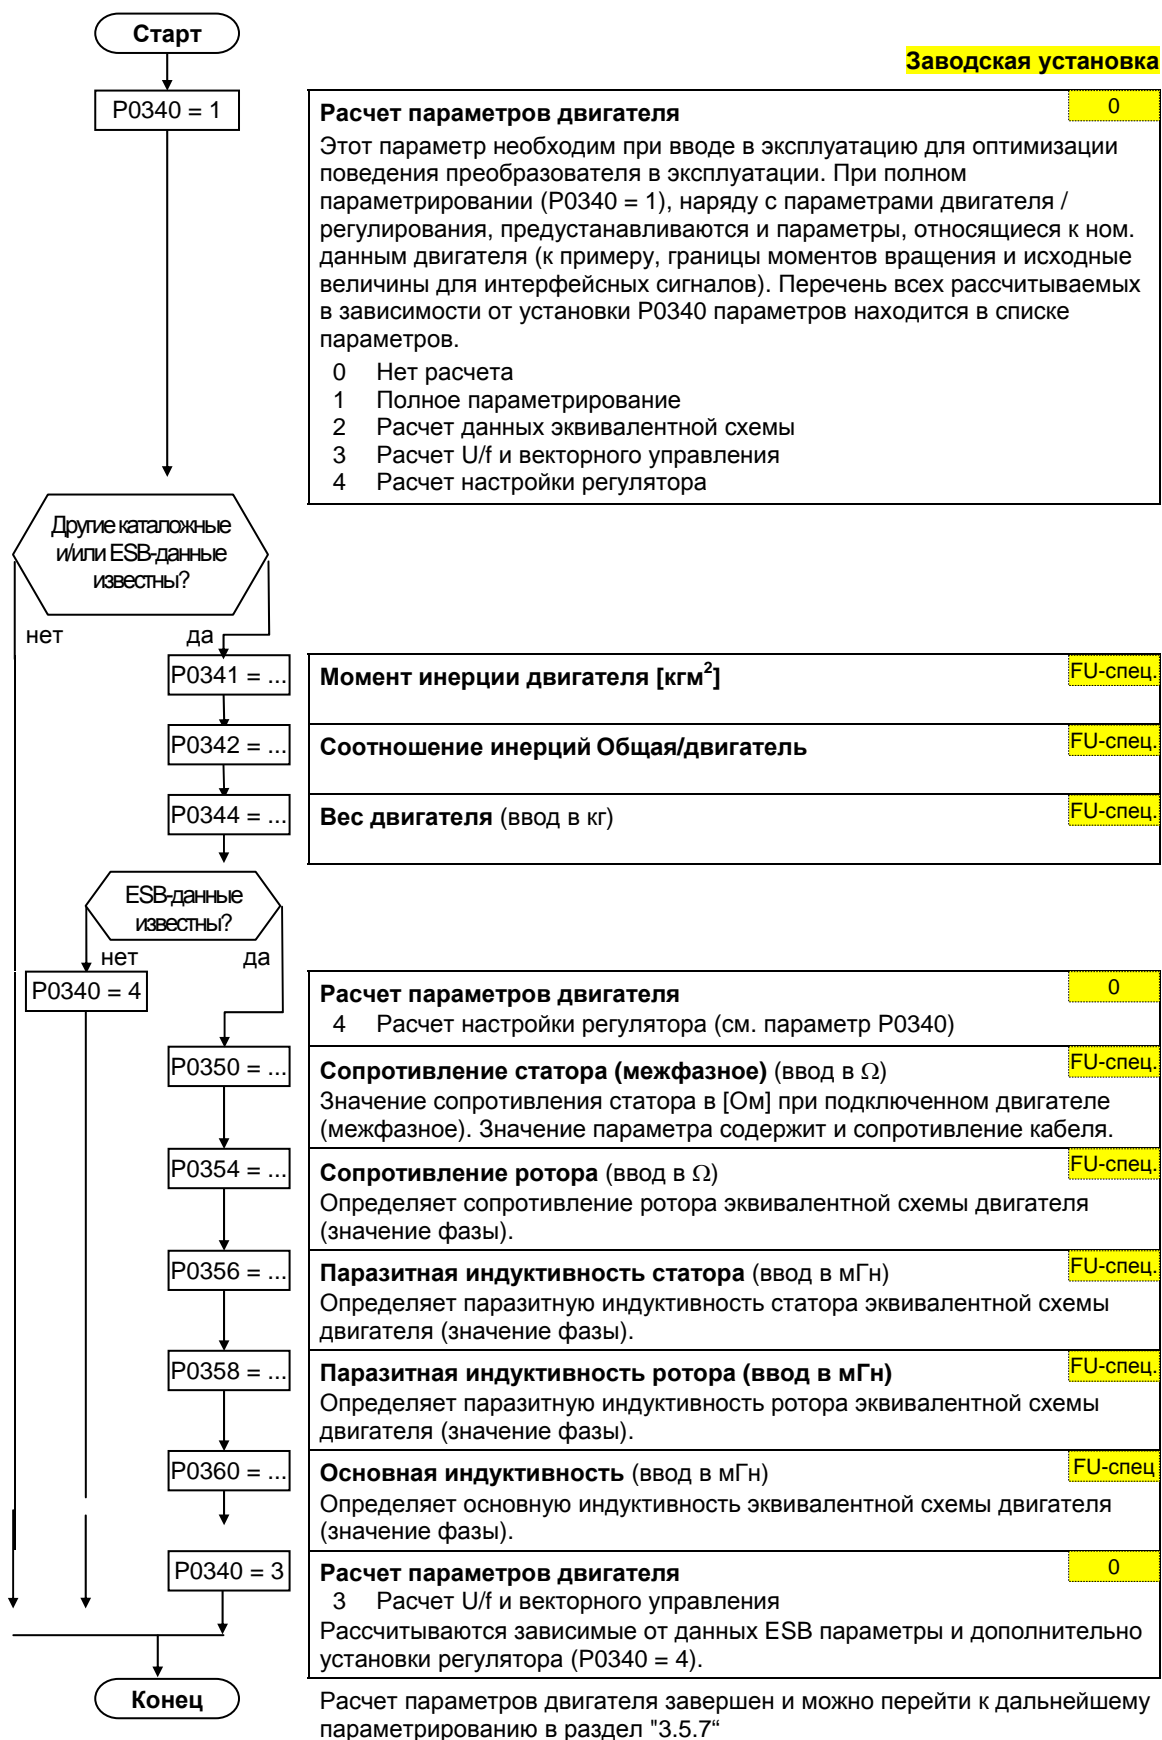 Старт
Заводская установка
P0340 = 1
Расчет параметров двигателя
0
Этот параметр необходим при вводе в эксплуатацию для оптимизации
поведения преобразователя в эксплуатации. При полном
параметрировании (P0340 = 1), наряду с параметрами двигателя /
регулирования, предустанавливаются и параметры, относящиеся к ном.
данным двигателя (к примеру, границы моментов вращения и исходные
величины для интерфейсных сигналов). Перечень всех рассчитываемых
в зависимости от установки P0340 параметров находится в списке
параметров.
0 Нет расчета
1 Полное параметрирование
2 Расчет данных эквивалентной схемы
3 Расчет U/f и векторного управления
4 Расчет настройки регулятора
Другие каталожные
и/или ESB-данные
известны?
нет
да
P0341 = ...
Момент инерции двигателя [кгм²]
FU-спец.
P0342 = ...
Соотношение инерций Общая/двигатель
FU-спец.
P0344 = ...
Вес двигателя (ввод в кг)
FU-спец.
ESB-данные
известны?
нет
да
P0340 = 4
Расчет параметров двигателя
0
4 Расчет настройки регулятора (см. параметр P0340)
P0350 = ...
Сопротивление статора (межфазное) (ввод в Ω)
FU-спец.
Значение сопротивления статора в [Ом] при подключенном двигателе
(межфазное). Значение параметра содержит и сопротивление кабеля.
P0354 = ...
Сопротивление ротора (ввод в Ω)
FU-спец.
Определяет сопротивление ротора эквивалентной схемы двигателя
(значение фазы).
P0356 = ...
Паразитная индуктивность статора (ввод в мГн)
FU-спец.
Определяет паразитную индуктивность статора эквивалентной схемы
двигателя (значение фазы).
P0358 = ...
Паразитная индуктивность ротора (ввод в мГн)
FU-спец.
Определяет паразитную индуктивность ротора эквивалентной схемы
двигателя (значение фазы).
P0360 = ...
Основная индуктивность (ввод в мГн)
FU-спец
Определяет основную индуктивность эквивалентной схемы двигателя
(значение фазы).
P0340 = 3
Расчет параметров двигателя
0
3 Расчет U/f и векторного управления
Рассчитываются зависимые от данных ESB параметры и дополнительно
установки регулятора (P0340 = 4).
Конец
Расчет параметров двигателя завершен и можно перейти к дальнейшему
параметрированию в раздел "3.5.7“